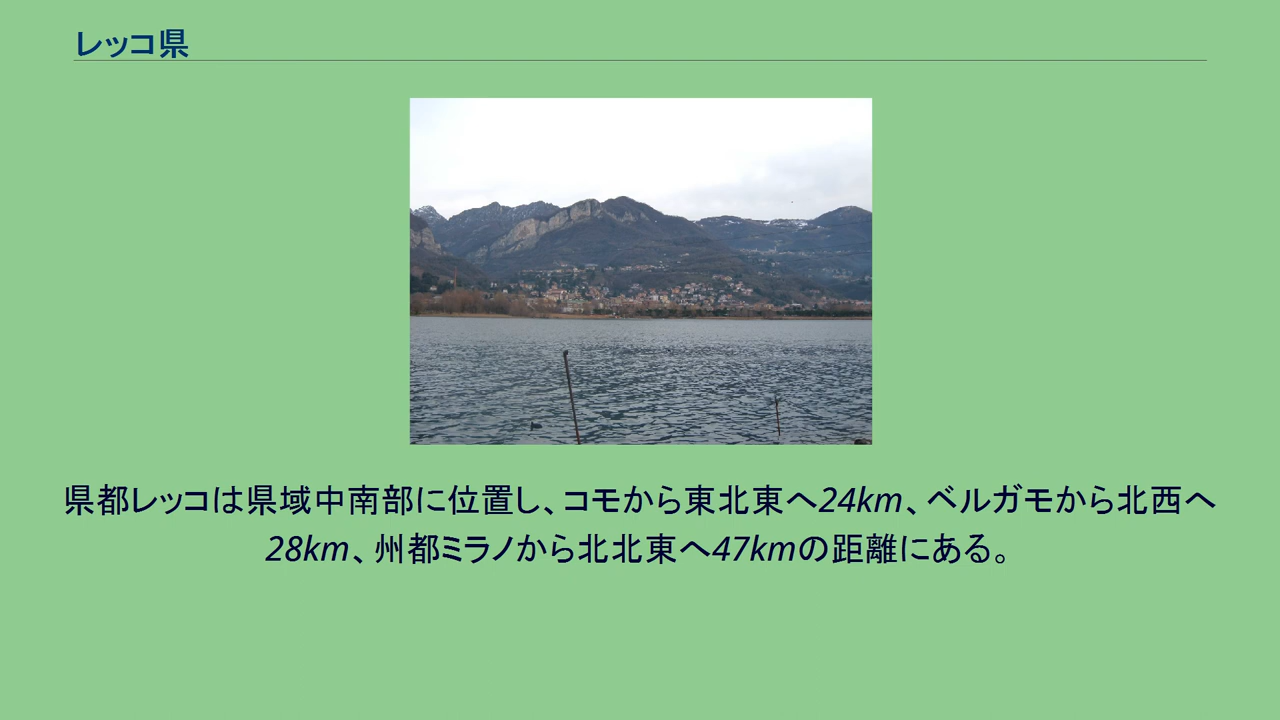 レッコ県
県都レッコは県域中南部に位置し、コモから東北東へ24km、ベルガモから北西へ
28km、州都ミラノから北北東へ47kmの距離にある。